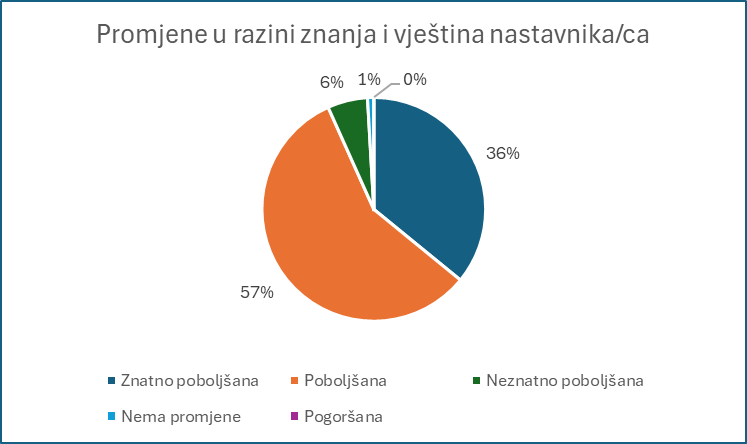 Promjene u razini znanja i vještina nastavnika/ca
6% 1% 0%
36%
57%
Znatno poboljšana Poboljšana Neznatno poboljšana
Nema promjene Pogoršana